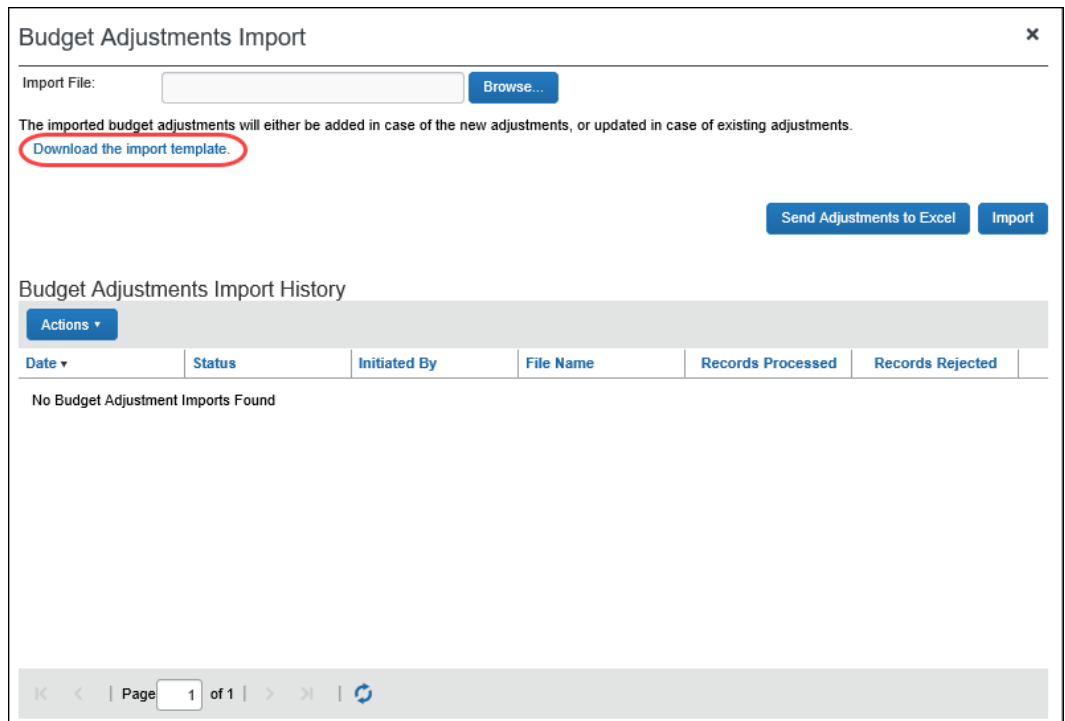 Budget Adjustments Import
Import File:
Browse...
The imported budget adjustments will either be added in case of the new adjustments, or updated in case of existing adjustments.
Download the import template.
Send Adjustments to Excel Import
Budget Adjustments Import History
Actions
Date Status Initiated By File Name Records Processed Records Rejected
No Budget Adjustment Imports Found
Page 1 of 1